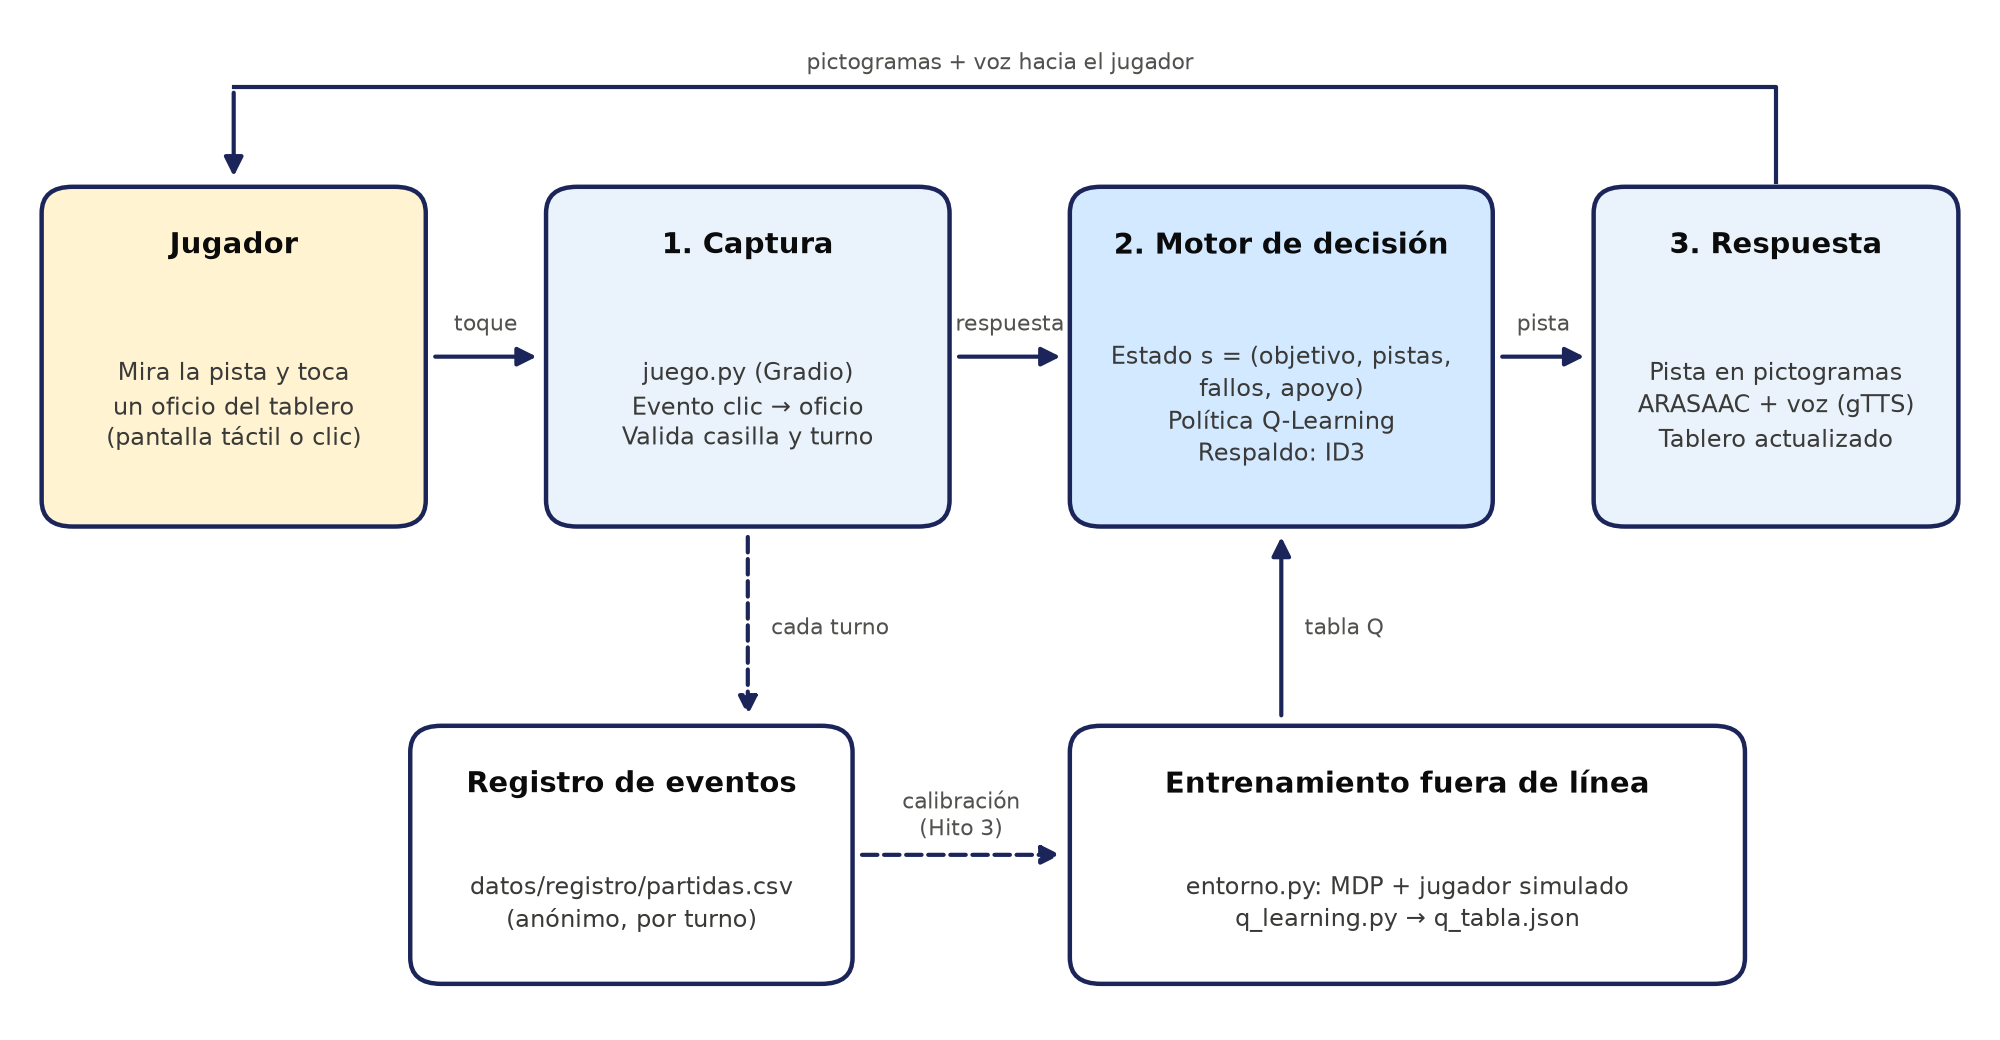 pictogramas + voz hacia el jugador
Jugador
Mira la pista y toca
un oficio del tablero
(pantalla táctil o clic)
toque
1. Captura
juego.py (Gradio)
Evento clic → oficio
Valida casilla y turno
respuesta
2. Motor de decisión
Estado s = (objetivo, pistas,
fallos, apoyo)
Política Q-Learning
Respaldo: ID3
pista
3. Respuesta
Pista en pictogramas
ARASAAC + voz (gTTS)
Tablero actualizado
cada turno
tabla Q
Registro de eventos
datos/registro/partidas.csv
(anónimo, por turno)
calibración
(Hito 3)
Entrenamiento fuera de línea
entorno.py: MDP + jugador simulado
q_learning.py → q_tabla.json